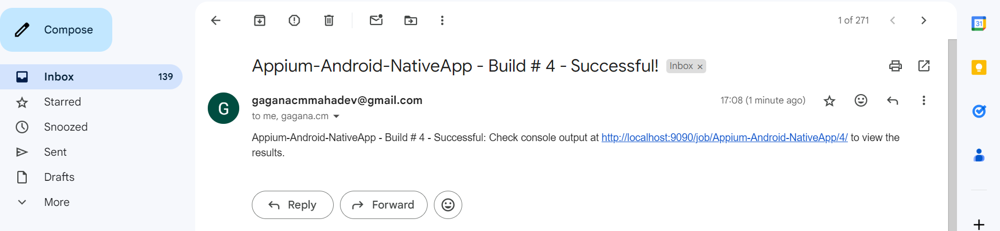 Compose
Inbox 139
Starred
Snoozed
Sent
Drafts
More
1 of 271
Appium-Android-NativeApp - Build # 4 - Successful! Inbox x
G
gaganacmmahadev@gmail.com 17:08 (1 minute ago)
to me, gagana.cm
Appium-Android-NativeApp - Build # 4 - Successful: Check console output at http://localhost:9090/job/Appium-Android-NativeApp/4/ to view the
results.
Reply Forward
31